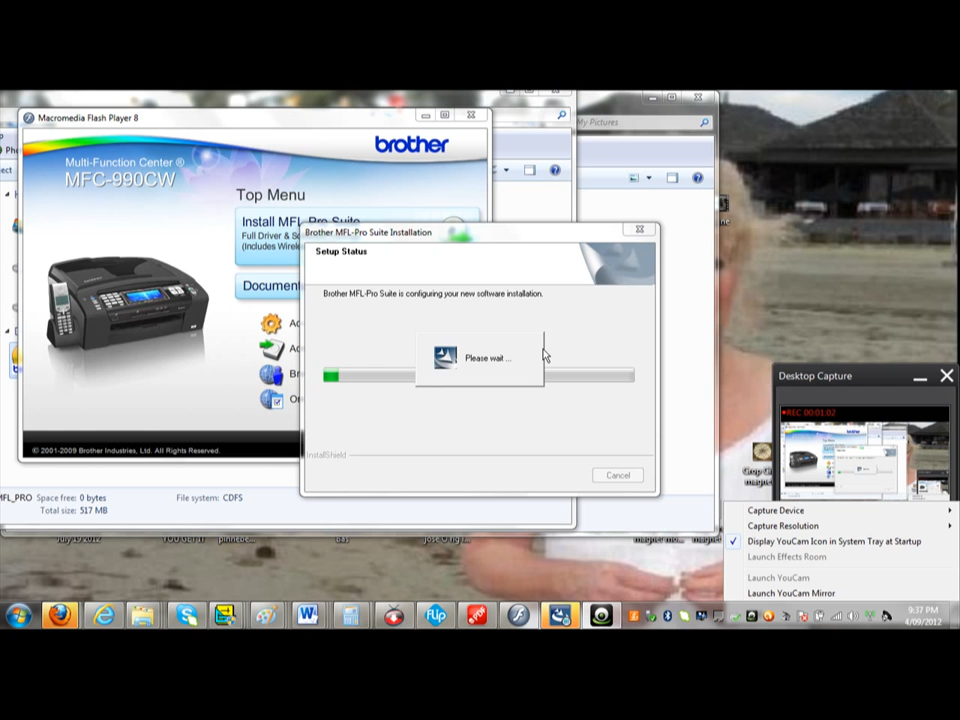 Macromedia Flash Player 8
My Pictures
brother
Multi-Function Center ®
MFC-990CW
Top Menu
Install MFL-Pro Suite
Full Driver &
(Includes
Brother MFL-Pro Suite Installation
Setup Status
Brother MFL-Pro Suite is configuring your new software installation.
Please wait ...
InstallShield
Cancel
© 2001-2009 Brother Industries, Ltd. All Rights Reserved.
MFL_PRO Space free: 0 bytes File system: CDFS
Total size: 517 MB
Desktop Capture
REC 00:01.02
Capture Device
Capture Resolution
Display YouCam Icon in System Tray at Startup
Launch Effects Room
Launch YouCam
Launch YouCam Mirror
9:37 PM
4/09/2012